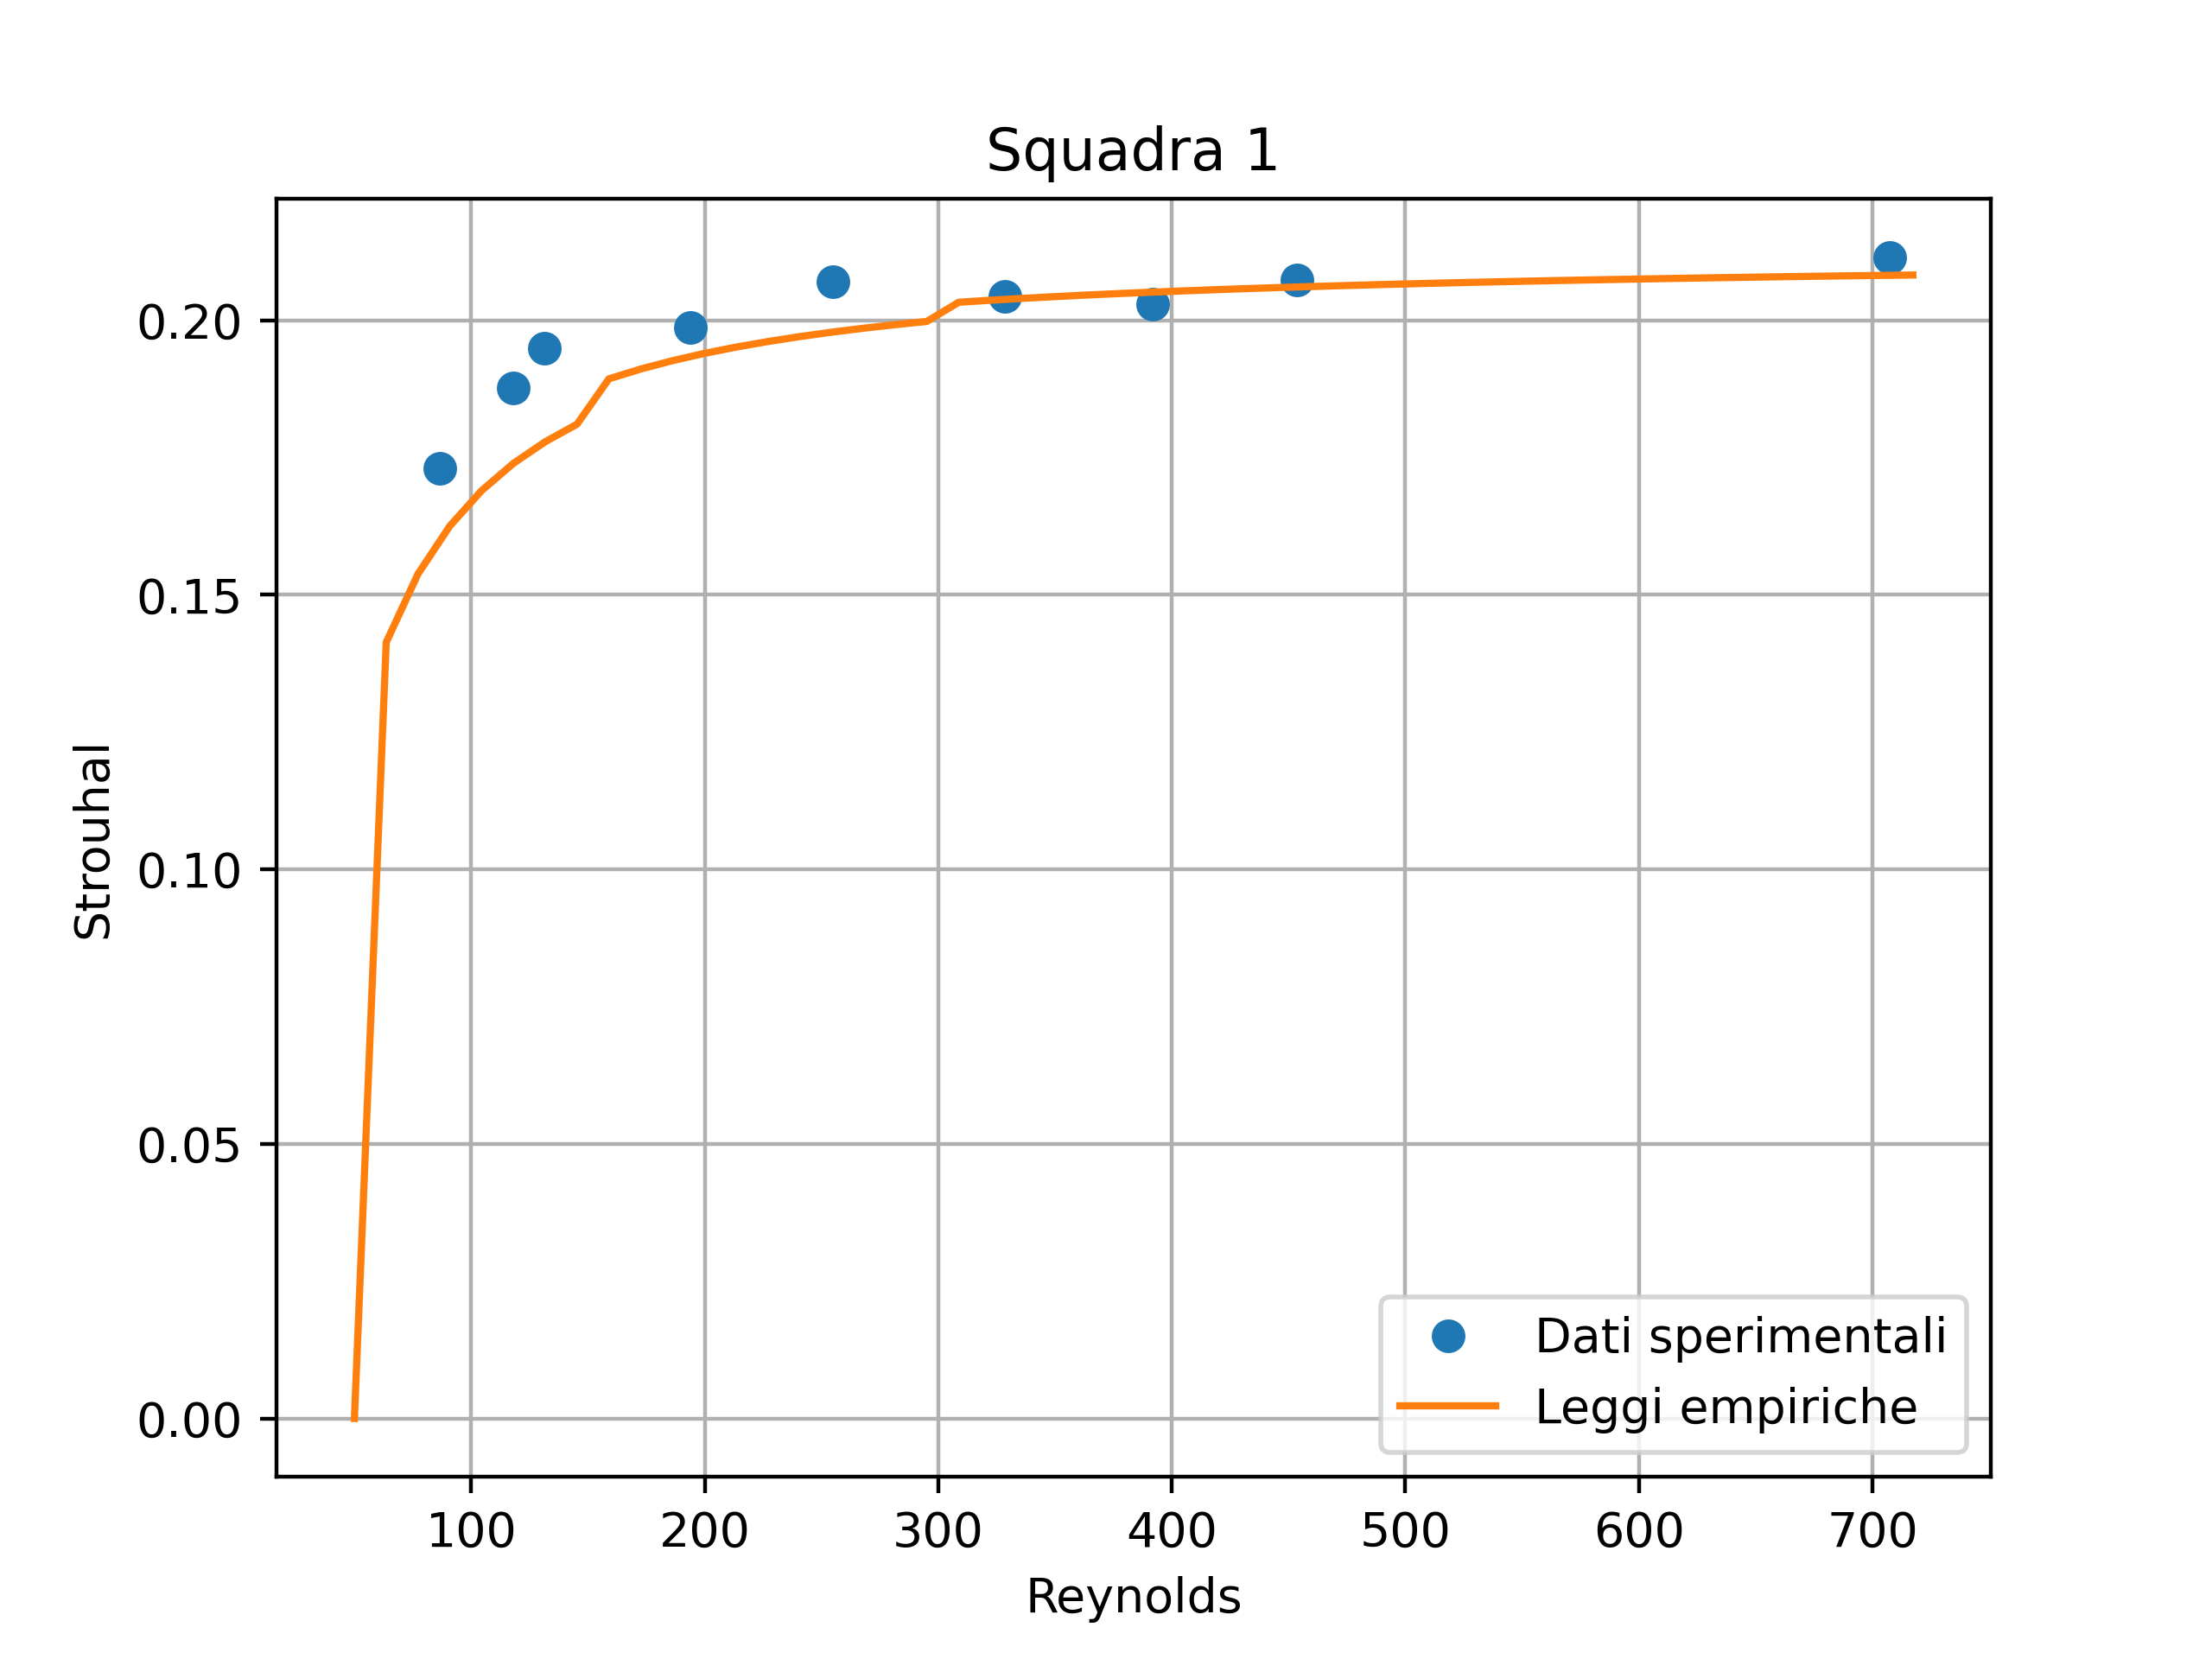 Squadra 1
0.20
0.15
0.10
0.05
0.00
Strouhal
Dati sperimentali
Leggi empiriche
100 200 300 400 500 600 700
Reynolds